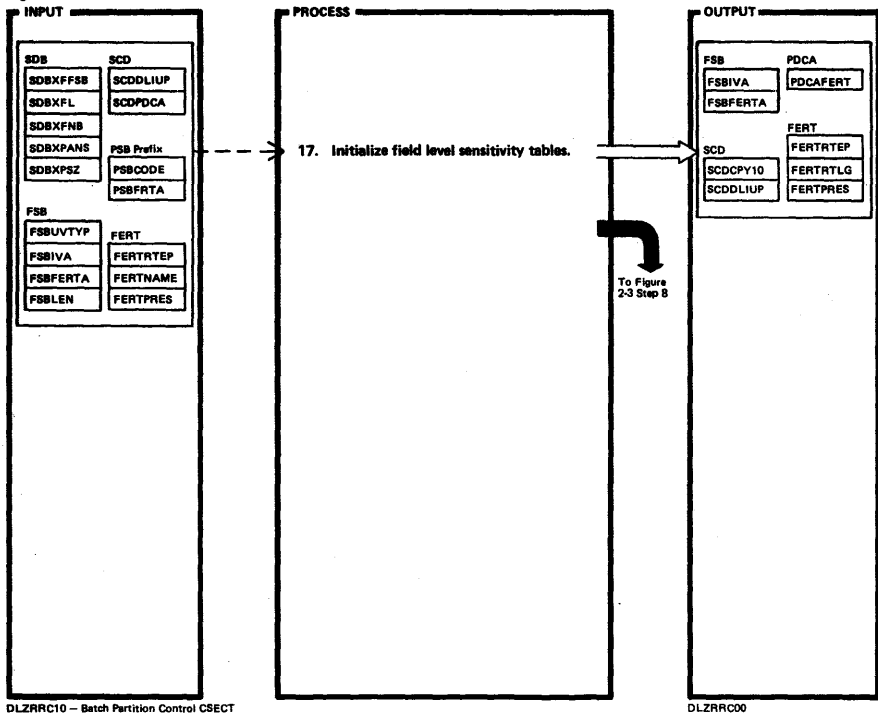 INPUT
PROCESS
OUTPUT
SDB
SDBXFFSB
SDBXFL
SDBXFNB
SDBXPANS
SDBXPSZ
SCD
SCDDLIUP
SCDPDCA
PSB Prefix
PSBCODE
PSBFRTA
FSB
FSBUVTYP
FSBIVA
FSBFERTA
FSBLEN
FERT
FERTRTEP
FERTNAME
FERTPRES
17. Initialize field level sensitivity tables.
To Figure
2-3 Step 8
FSB
FSBIVA
FSBFERTA
PDCA
PDCAFERT
SCD
SCDCPY10
SCDDLIUP
FERT
FERTRTEP
FERTRTLG
FERTPRES
DLZRRC10 — Batch Partition Control CSECT
DLZRRC00